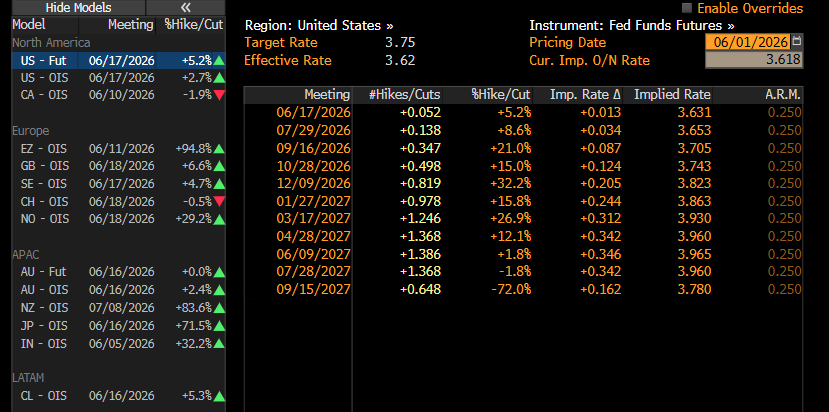 Hide Models «
Model Meeting %Hike/Cut
North America
US - Fut 06/17/2026 +5.2%
US - OIS 06/17/2026 +2.7%
CA - OIS 06/10/2026 -1.9%
Europe
EZ - OIS 06/11/2026 +94.8%
GB - OIS 06/18/2026 +6.6%
SE - OIS 06/17/2026 +4.7%
CH - OIS 06/18/2026 -0.5%
NO - OIS 06/18/2026 +29.2%
APAC
AU - Fut 06/16/2026 +0.0%
AU - OIS 06/16/2026 +2.4%
NZ - OIS 07/08/2026 +83.6%
JP - OIS 06/16/2026 +71.5%
IN - OIS 06/05/2026 +32.2%
LATAM
CL - OIS 06/16/2026 +5.3%
Enable Overrides
Region: United States » Instrument: Fed Funds Futures »
Target Rate 3.75 Pricing Date 06/01/2026
Effective Rate 3.62 Cur. Imp. O/N Rate 3.618
Meeting #Hikes/Cuts %Hike/Cut Imp. Rate Δ Implied Rate A.R.M.
06/17/2026 +0.052 +5.2% +0.013 3.631 0.250
07/29/2026 +0.138 +8.6% +0.034 3.653 0.250
09/16/2026 +0.347 +21.0% +0.087 3.705 0.250
10/28/2026 +0.498 +15.0% +0.124 3.743 0.250
12/09/2026 +0.819 +32.2% +0.205 3.823 0.250
01/27/2027 +0.978 +15.8% +0.244 3.863 0.250
03/17/2027 +1.246 +26.9% +0.312 3.930 0.250
04/28/2027 +1.368 +12.1% +0.342 3.960 0.250
06/09/2027 +1.386 +1.8% +0.346 3.965 0.250
07/28/2027 +1.368 -1.8% +0.342 3.960 0.250
09/15/2027 +0.648 -72.0% +0.162 3.780 0.250